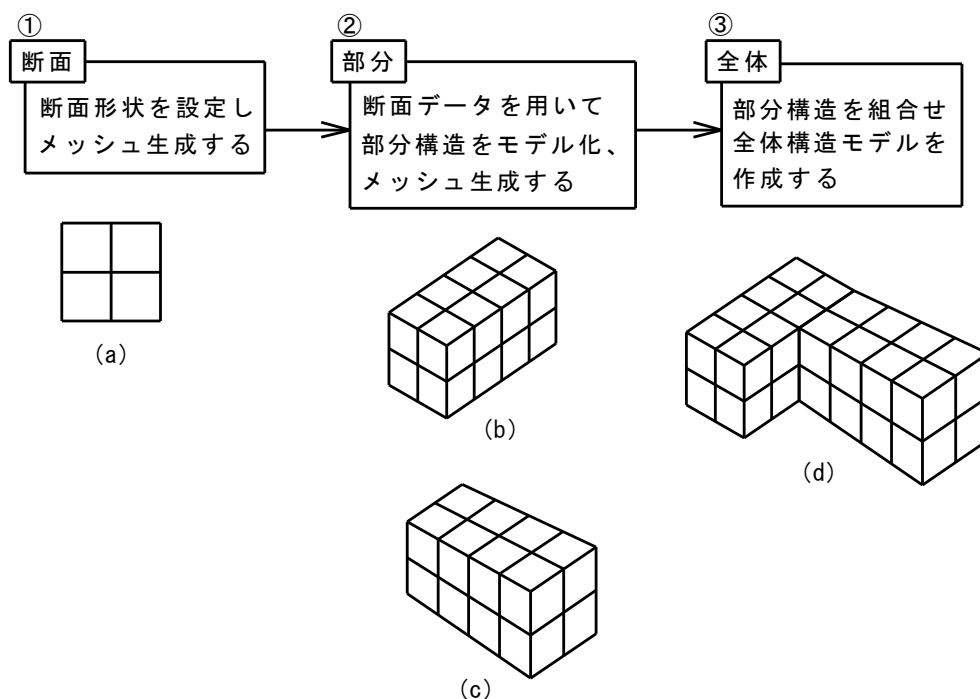 ①
断面
断面形状を設定し
メッシュ生成する
②
部分
断面データを用いて
部分構造をモデル化、
メッシュ生成する
③
全体
部分構造を組合せ
全体構造モデルを
作成する
(a)
(b)
(c)
(d)